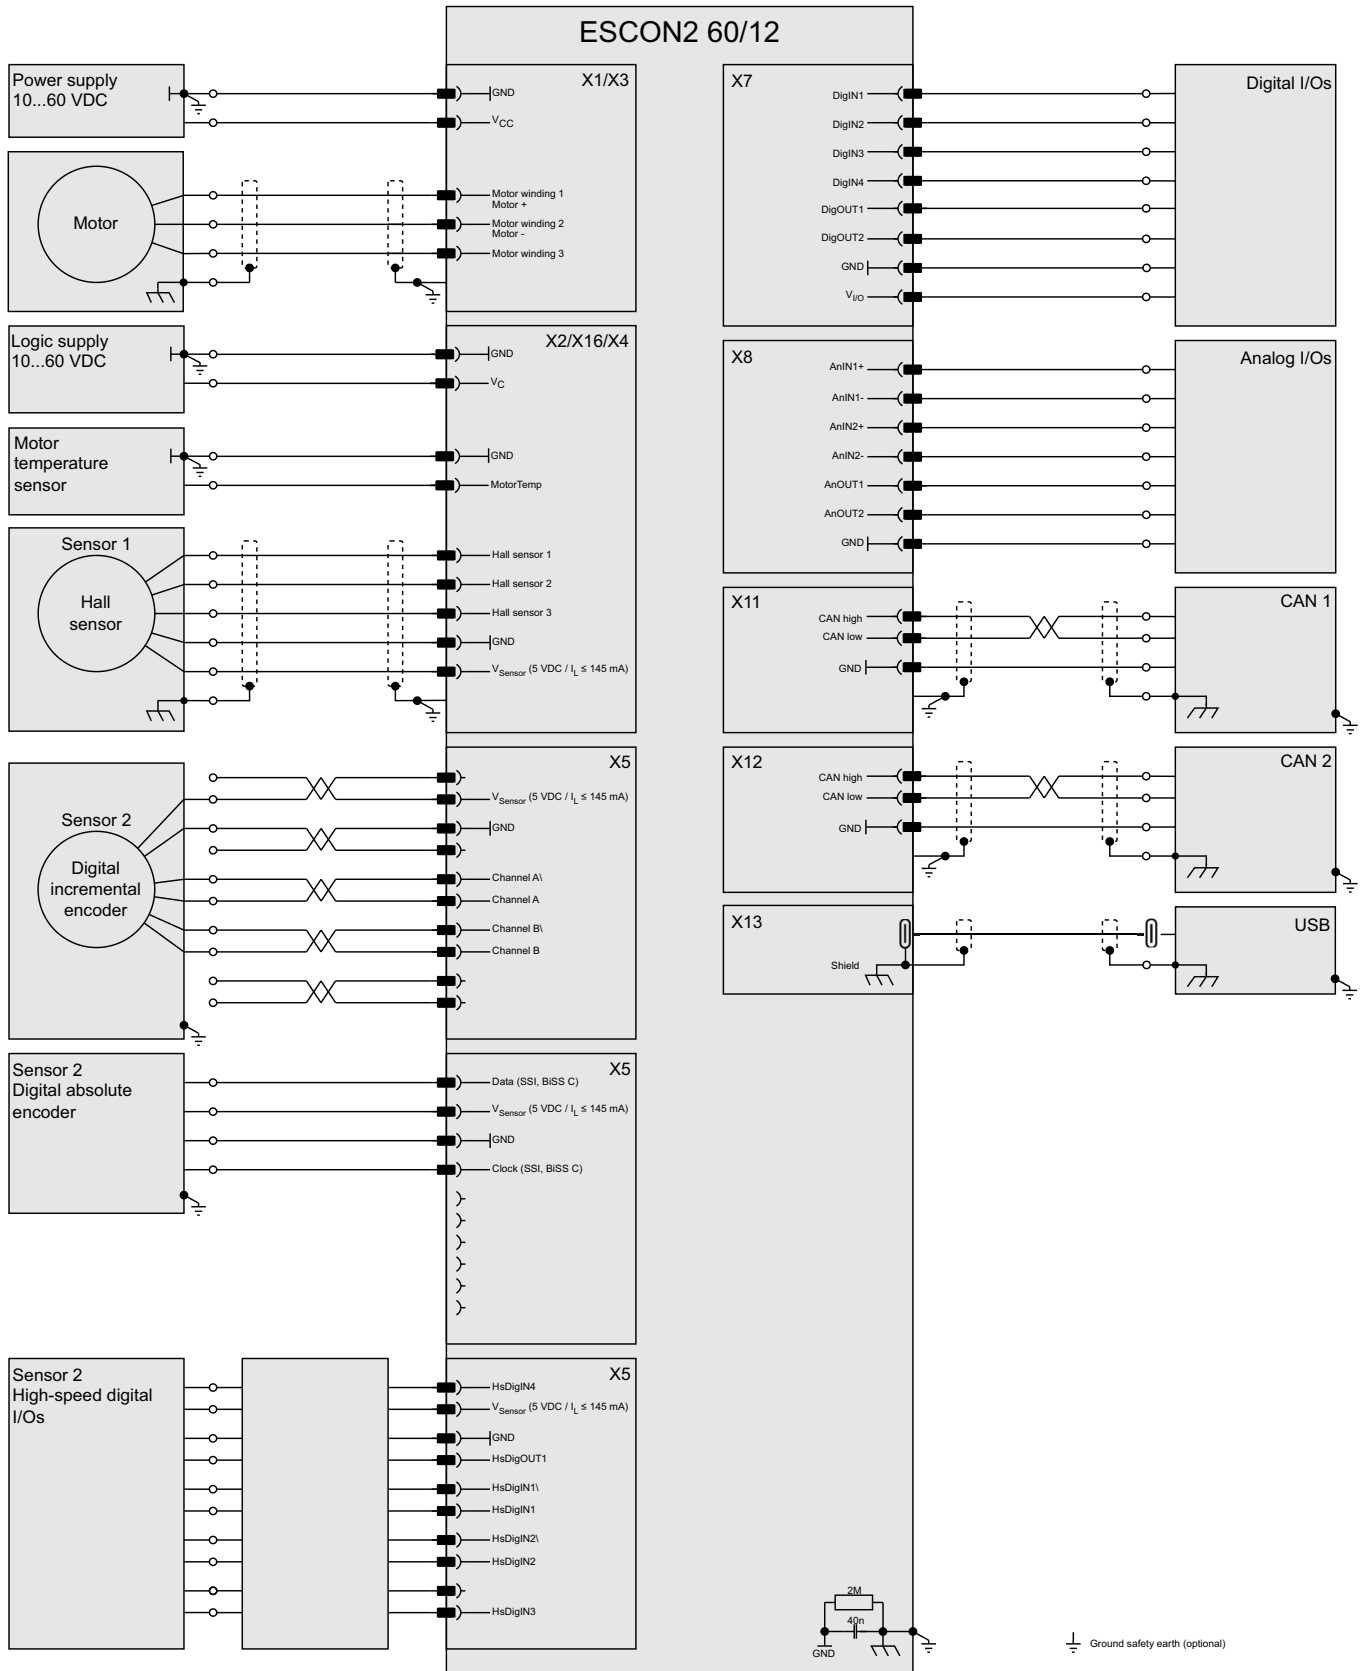 ESCON2 60/12
Power supply
10...60 VDC
X1/X3
GND
VCC
Motor
Motor winding 1
Motor +
Motor winding 2
Motor -
Motor winding 3
Logic supply
10...60 VDC
X2/X16/X4
GND
VC
Motor
temperature
sensor
GND
MotorTemp
Sensor 1
Hall
sensor
Hall sensor 1
Hall sensor 2
Hall sensor 3
GND
VSensor (5 VDC / IL ≤ 145 mA)
Sensor 2
Digital
incremental
encoder
X5
VSensor (5 VDC / IL ≤ 145 mA)
GND
Channel A\
Channel A
Channel B\
Channel B
Sensor 2
Digital absolute
encoder
X5
Data (SSI, BiSS C)
VSensor (5 VDC / IL ≤ 145 mA)
GND
Clock (SSI, BiSS C)
Sensor 2
High-speed digital
I/Os
X5
HsDigIN4
VSensor (5 VDC / IL ≤ 145 mA)
GND
HsDigOUT1
HsDigIN1\
HsDigIN1
HsDigIN2\
HsDigIN2
HsDigIN3
X7
Digital I/Os
DigIN1
DigIN2
DigIN3
DigIN4
DigOUT1
DigOUT2
GND
VI/O
X8
Analog I/Os
AnIN1+
AnIN1-
AnIN2+
AnIN2-
AnOUT1
AnOUT2
GND
X11
CAN 1
CAN high
CAN low
GND
X12
CAN 2
CAN high
CAN low
GND
X13
USB
Shield
2M
40n
GND
Ground safety earth (optional)